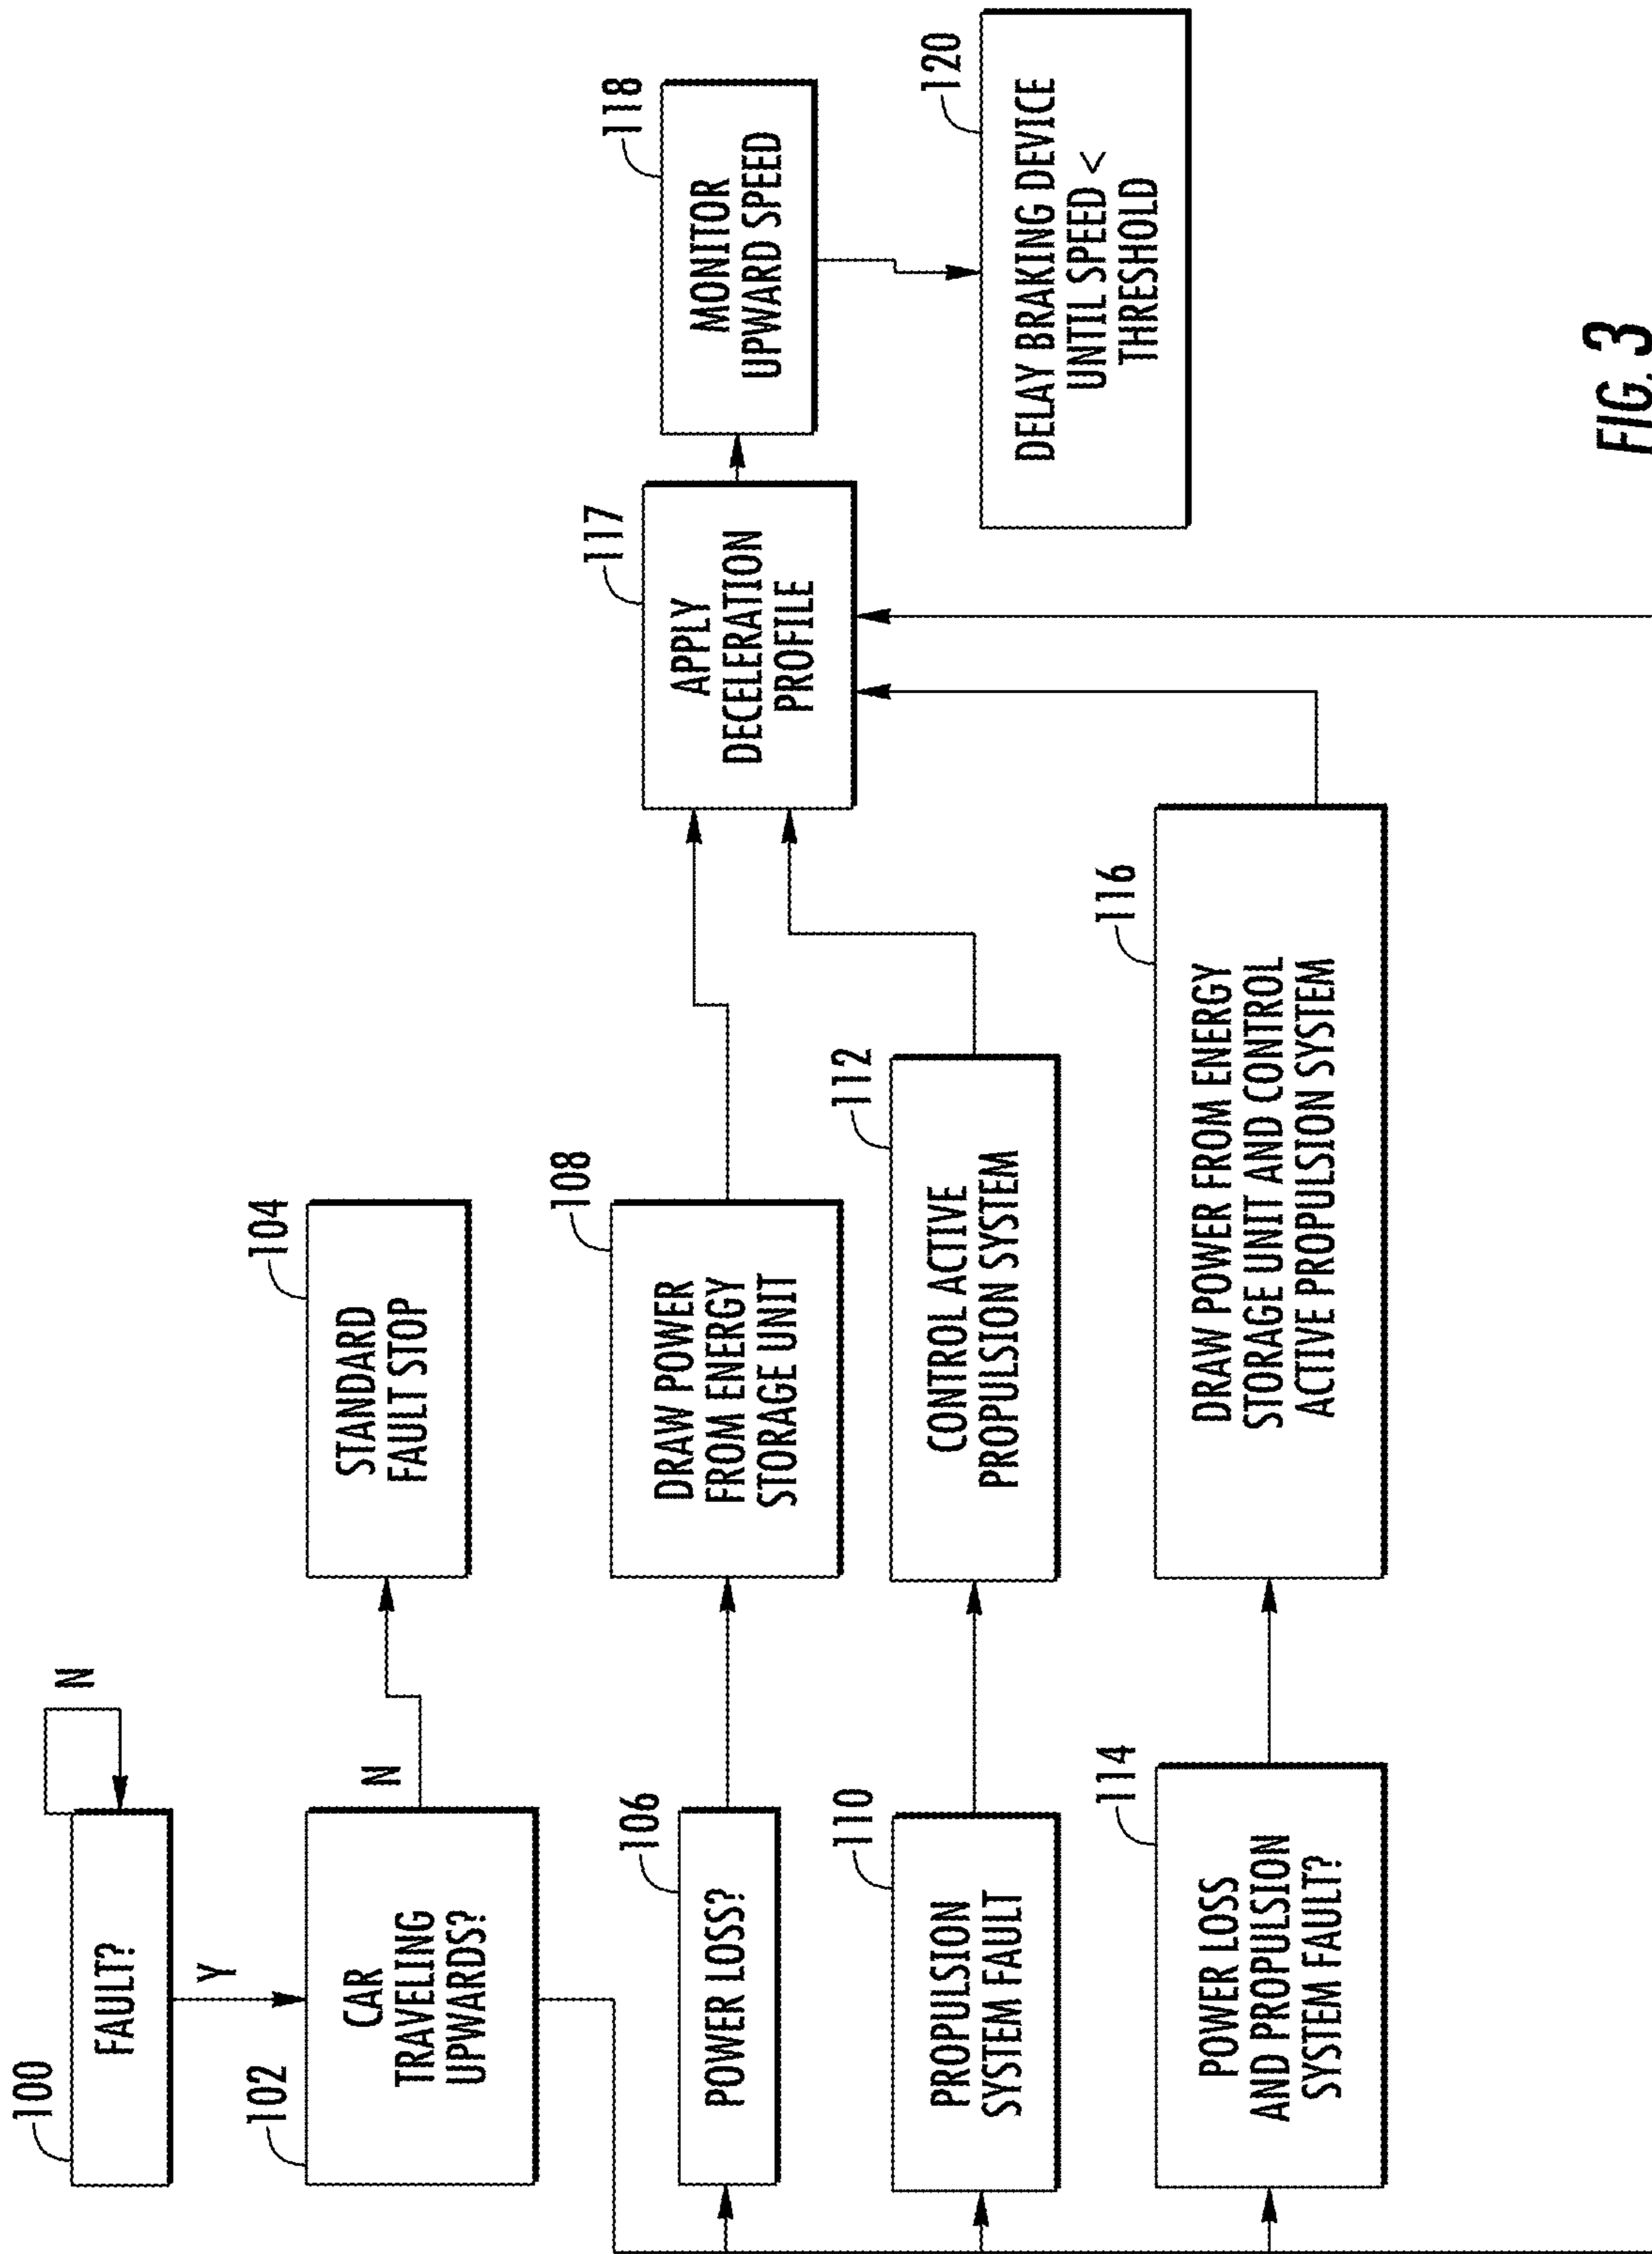 100
FAULT?
N
Y
102
CAR
TRAVELING
UPWARDS?
N
104
STANDARD
FAULT STOP
106
POWER LOSS?
108
DRAW POWER
FROM ENERGY
STORAGE UNIT
110
PROPULSION
SYSTEM FAULT
112
CONTROL ACTIVE
PROPULSION SYSTEM
114
POWER LOSS
AND PROPULSION
SYSTEM FAULT?
116
DRAW POWER FROM ENERGY
STORAGE UNIT AND CONTROL
ACTIVE PROPULSION SYSTEM
117
APPLY
DECELERATION
PROFILE
118
MONITOR
UPWARD SPEED
120
DELAY BRAKING DEVICE
UNTIL SPEED <
THRESHOLD
FIG. 3